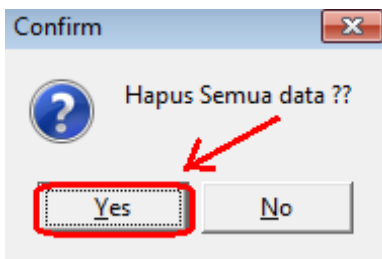 Confirm
Hapus Semua data ??
Yes No